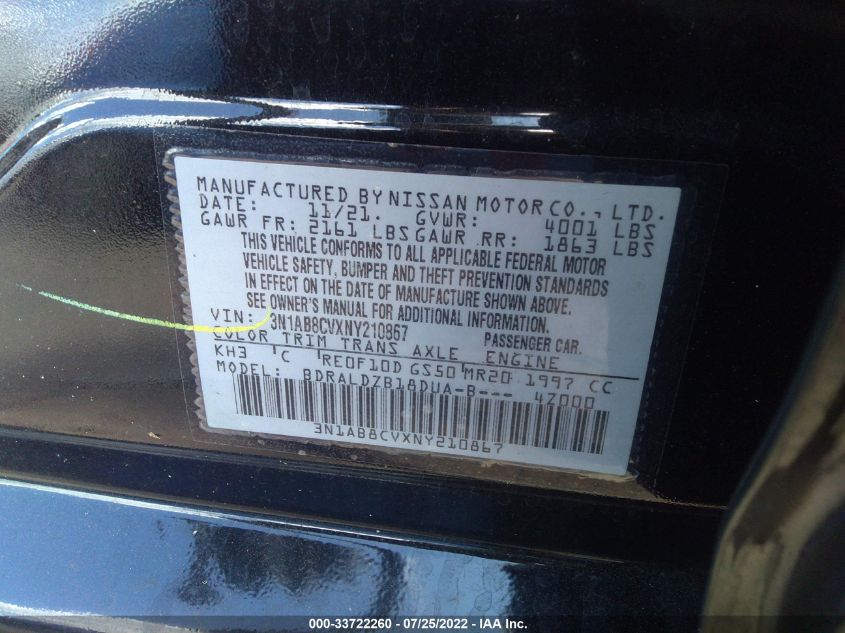 MANUFACTURED BY NISSAN MOTOR CO., LTD.
DATE: 11/21. GVWR: 4001 LBS
GAWR FR: 2161 LBS GAWR RR: 1863 LBS
THIS VEHICLE CONFORMS TO ALL APPLICABLE FEDERAL MOTOR
VEHICLE SAFETY, BUMPER AND THEFT PREVENTION STANDARDS
IN EFFECT ON THE DATE OF MANUFACTURE SHOWN ABOVE.
SEE OWNER'S MANUAL FOR ADDITIONAL INFORMATION.
VIN: 3N1AB8CVXNY210867 PASSENGER CAR.
COLOR TRIM TRANS AXLE ENGINE
KH3 C RE0F10D GS50 MR20 1997 CC
MODEL: BDRALDZB18DUA-B--- 4Z000
3N1AB8CVXNY210867
000-33722260 - 07/25/2022 - IAA Inc.